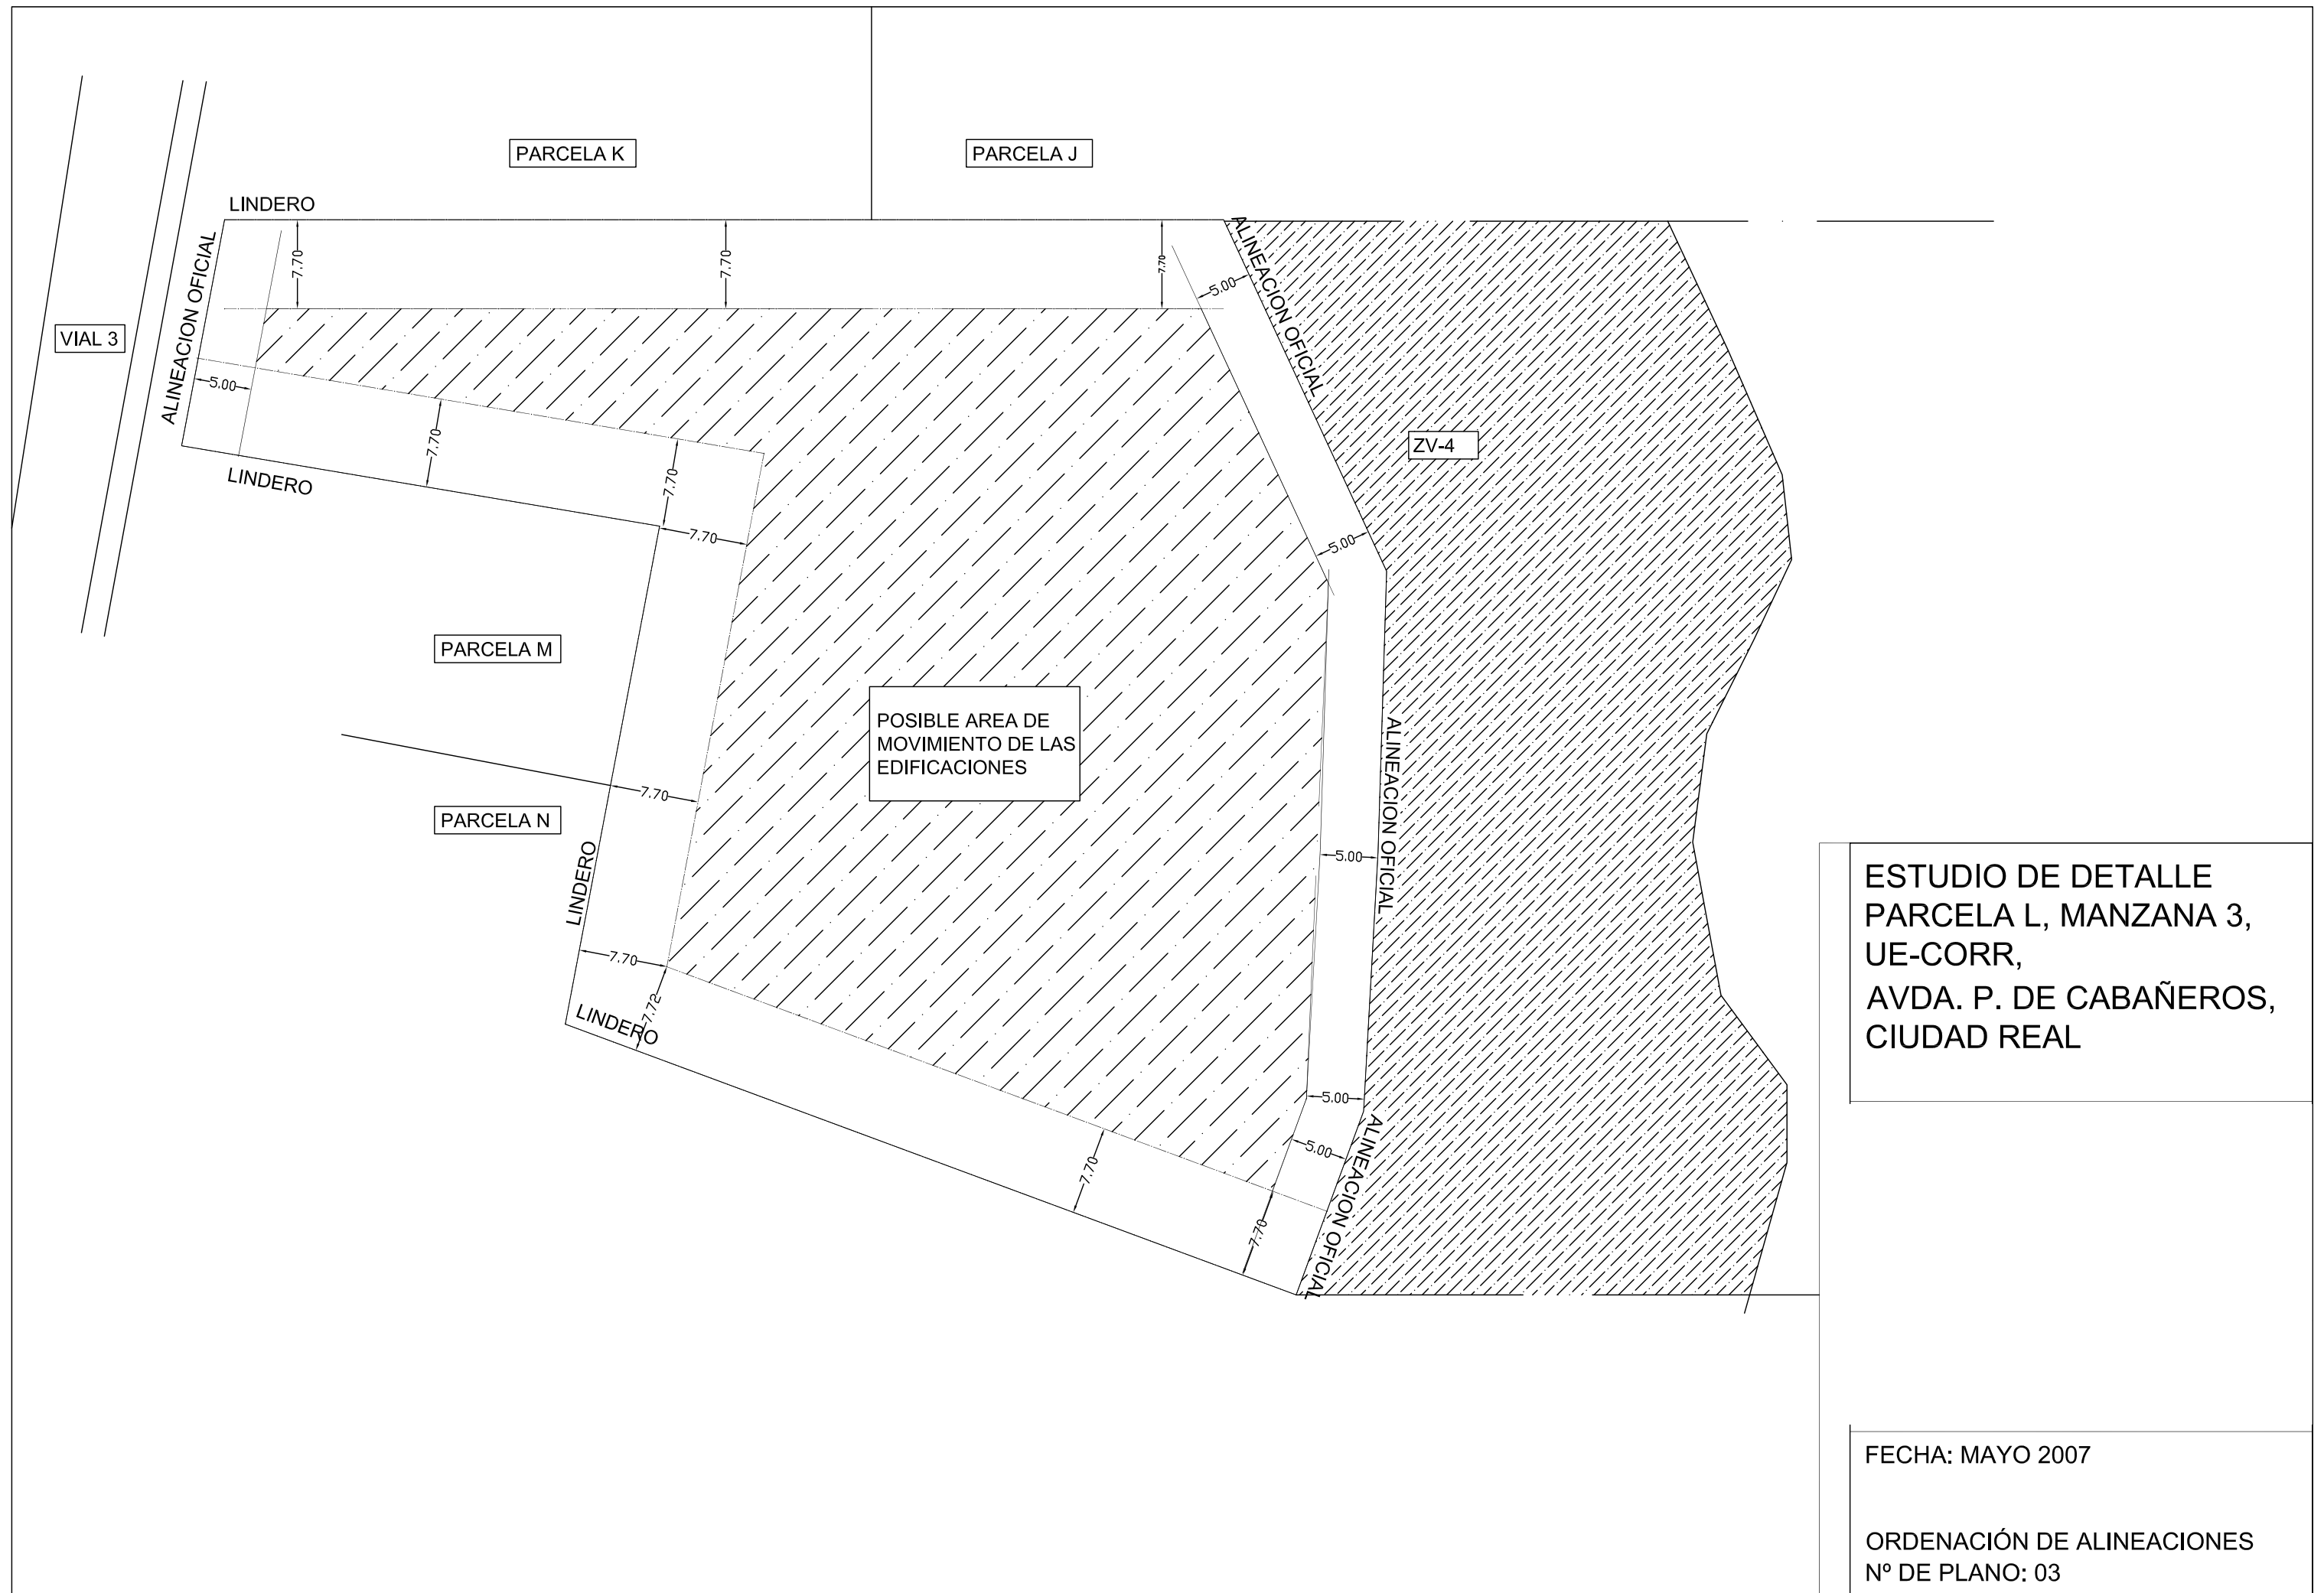 PARCELA K
PARCELA J
LINDERO
ALINEACION OFICIAL
7.70
7.70
7.70
5.00
ALINEACION OFICIAL
VIAL 3
ALINEACION OFICIAL
5.00
7.70
7.70
LINDERO
7.70
5.00
ZV-4
PARCELA M
POSIBLE AREA DE
MOVIMIENTO DE LAS
EDIFICACIONES
ALINEACION OFICIAL
7.70
PARCELA N
5.00
LINDERO
7.70
7.72
LINDERO
5.00
5.00
ALINEACION OFICIAL
7.70
7.70
ALINEACION OFICIAL
ESTUDIO DE DETALLE
PARCELA L, MANZANA 3,
UE-CORR,
AVDA. P. DE CABAÑEROS,
CIUDAD REAL
FECHA: MAYO 2007
ORDENACIÓN DE ALINEACIONES
Nº DE PLANO: 03